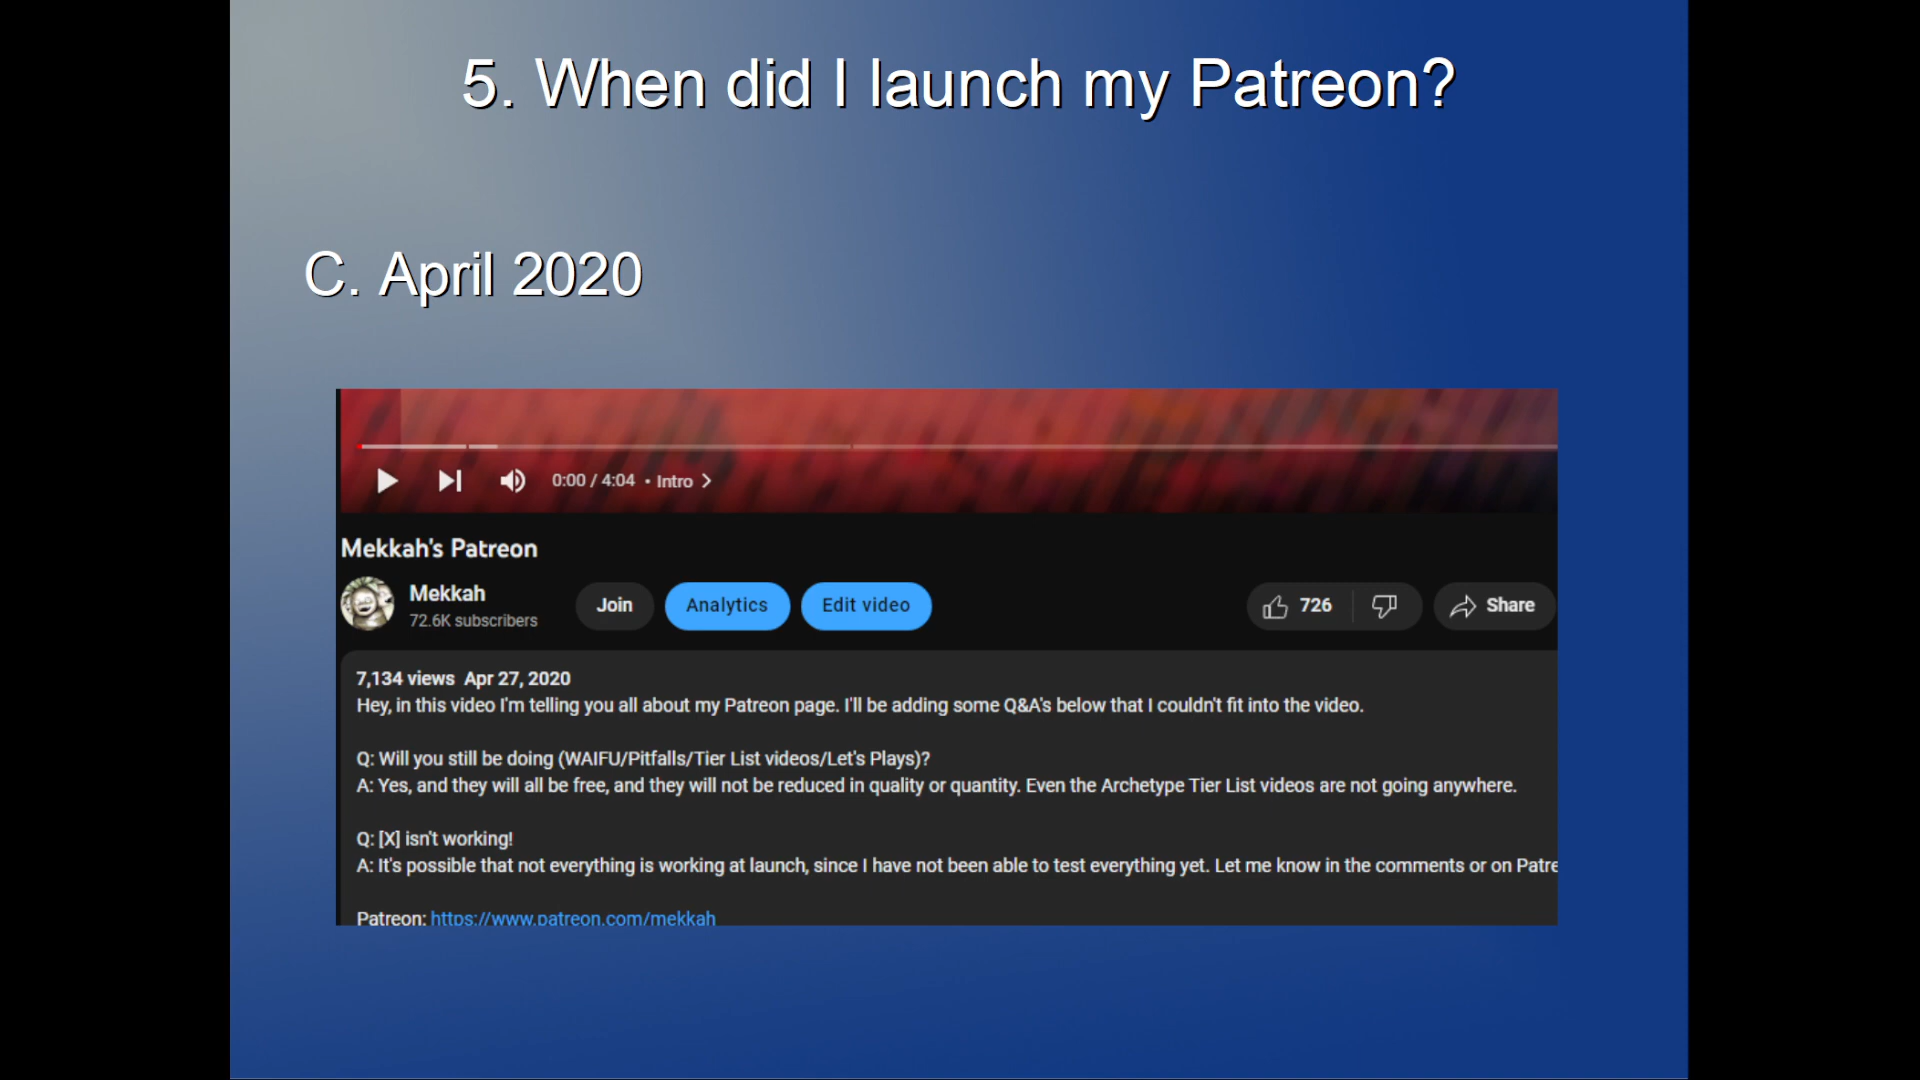 5. When did I launch my Patreon?
C. April 2020
0:00 / 4:04 • Intro
Mekkah's Patreon
Mekkah
72.6K subscribers
Join
Analytics
Edit video
726
Share
7,134 views Apr 27, 2020
Hey, in this video I'm telling you all about my Patreon page. I'll be adding some Q&A's below that I couldn't fit into the video.
Q: Will you still be doing (WAIFU/Pitfalls/Tier List videos/Let's Plays)?
A: Yes, and they will all be free, and they will not be reduced in quality or quantity. Even the Archetype Tier List videos are not going anywhere.
Q: [X] isn't working!
A: It's possible that not everything is working at launch, since I have not been able to test everything yet. Let me know in the comments or on Patre
Patreon: https://www.patreon.com/mekkah